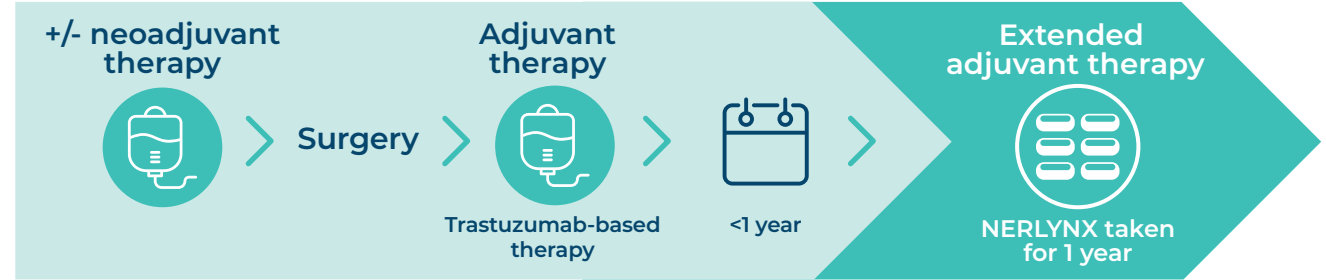 +/- neoadjuvant
therapy
Surgery
Adjuvant
therapy
Trastuzumab-based
therapy
<1 year
Extended
adjuvant therapy
NERLYNX taken
for 1 year